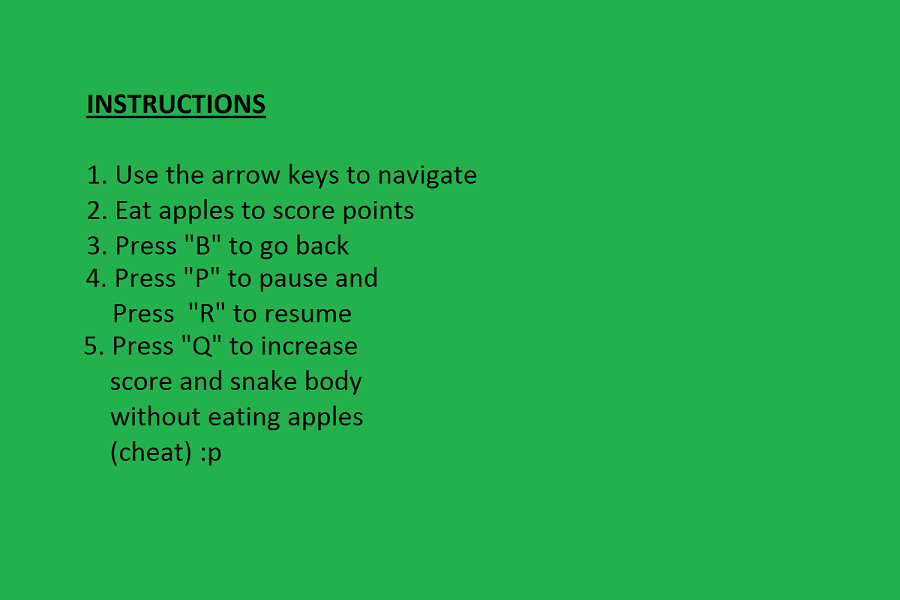 INSTRUCTIONS
1. Use the arrow keys to navigate
2. Eat apples to score points
3. Press "B" to go back
4. Press "P" to pause and
Press "R" to resume
5. Press "Q" to increase
score and snake body
without eating apples
(cheat) :p